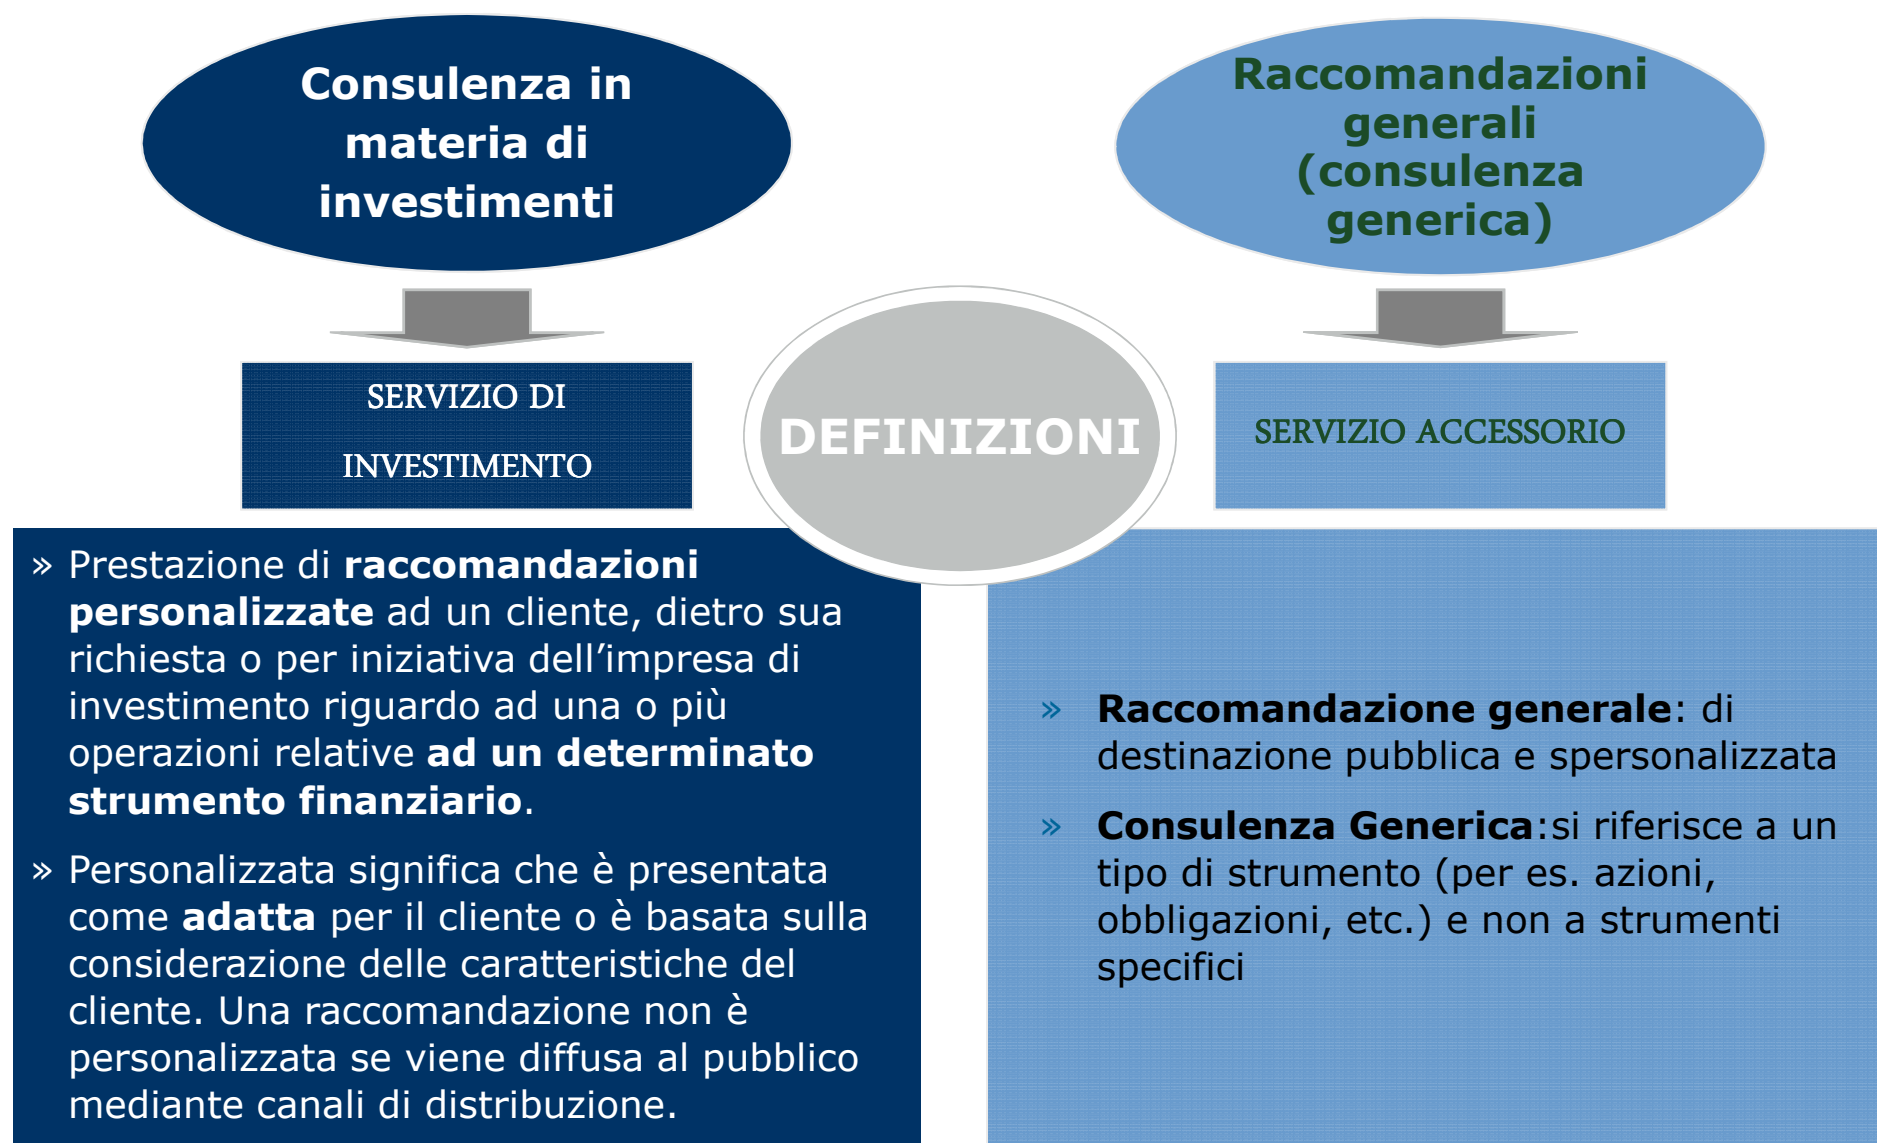 Consulenza in
materia di
investimenti
SERVIZIO DI
INVESTIMENTO
» Prestazione di raccomandazioni
personalizzate ad un cliente, dietro sua
richiesta o per iniziativa dell’impresa di
investimento riguardo ad una o più
operazioni relative ad un determinato
strumento finanziario.
» Personalizzata significa che è presentata
come adatta per il cliente o è basata sulla
considerazione delle caratteristiche del
cliente. Una raccomandazione non è
personalizzata se viene diffusa al pubblico
mediante canali di distribuzione.
DEFINIZIONI
Raccomandazioni
generali
(consulenza
generica)
SERVIZIO ACCESSORIO
» Raccomandazione generale: di
destinazione pubblica e spersonalizzata
» Consulenza Generica:si riferisce a un
tipo di strumento (per es. azioni,
obbligazioni, etc.) e non a strumenti
specifici